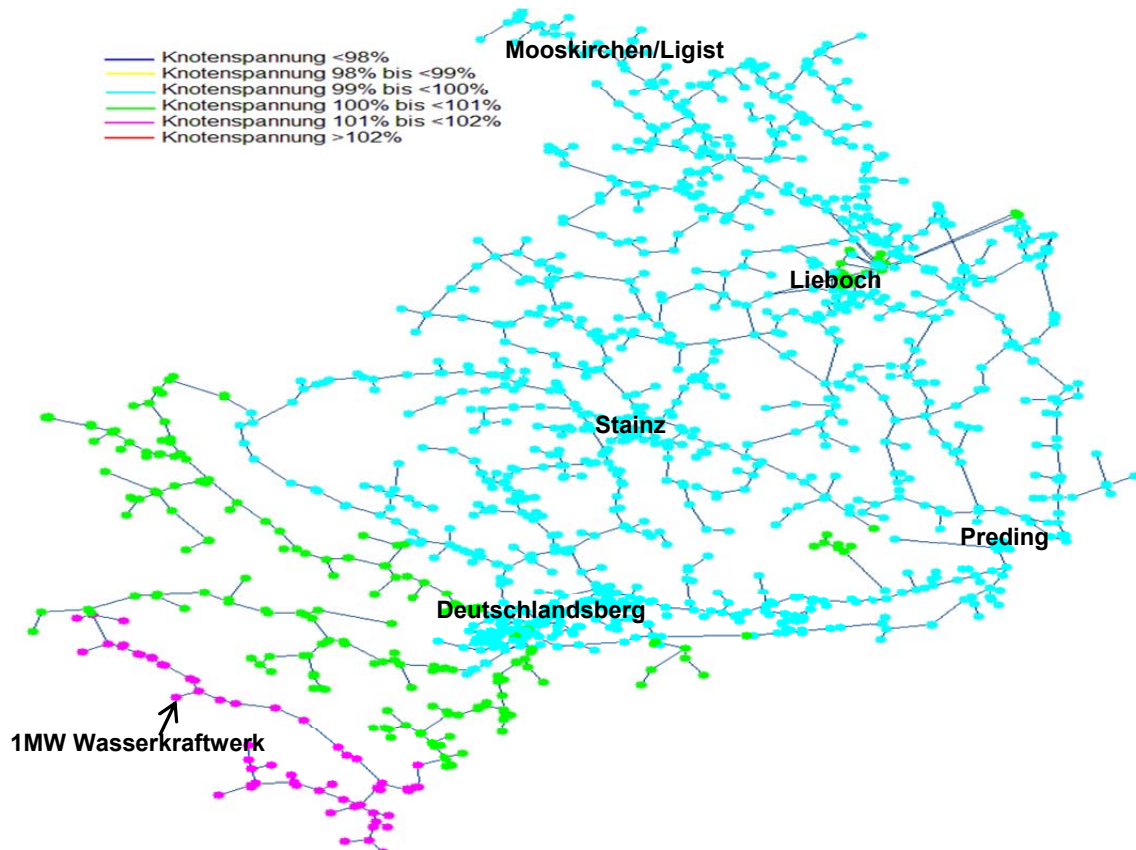 Mooskirchen/Ligist
Knotenspannung <98%
Knotenspannung 98% bis <99%
Knotenspannung 99% bis <100%
Knotenspannung 100% bis <101%
Knotenspannung 101% bis <102%
Knotenspannung >102%
Lieboch
Stainz
Preding
Deutschlandsberg
1MW Wasserkraftwerk